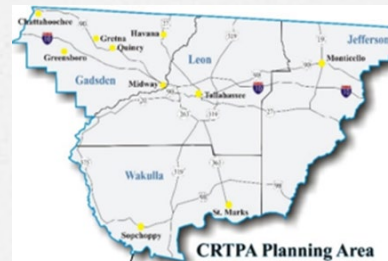 Chattahoochee
Gretna
Havana
Quincy
Leon
Jefferson
Greensboro
Monticello
Gadsden
Midway
Tallahassee
Wakulla
St. Marks
Sopchoppy
CRTPA Planning Area